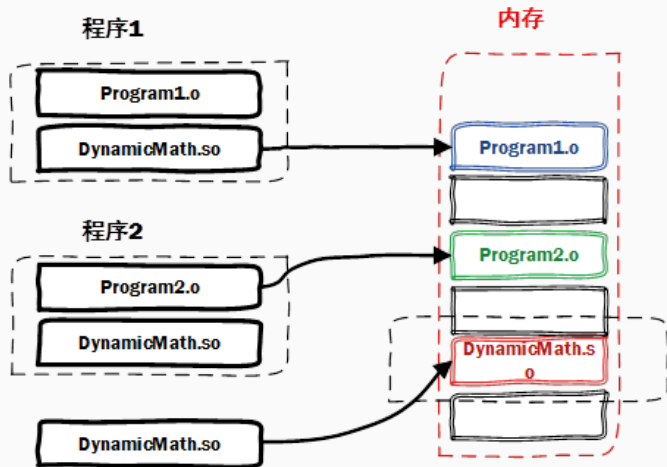 程序1
Program1.o
DynamicMath.so
程序2
Program2.o
DynamicMath.so
DynamicMath.so
内存
Program1.o
Program2.o
DynamicMath.s
o